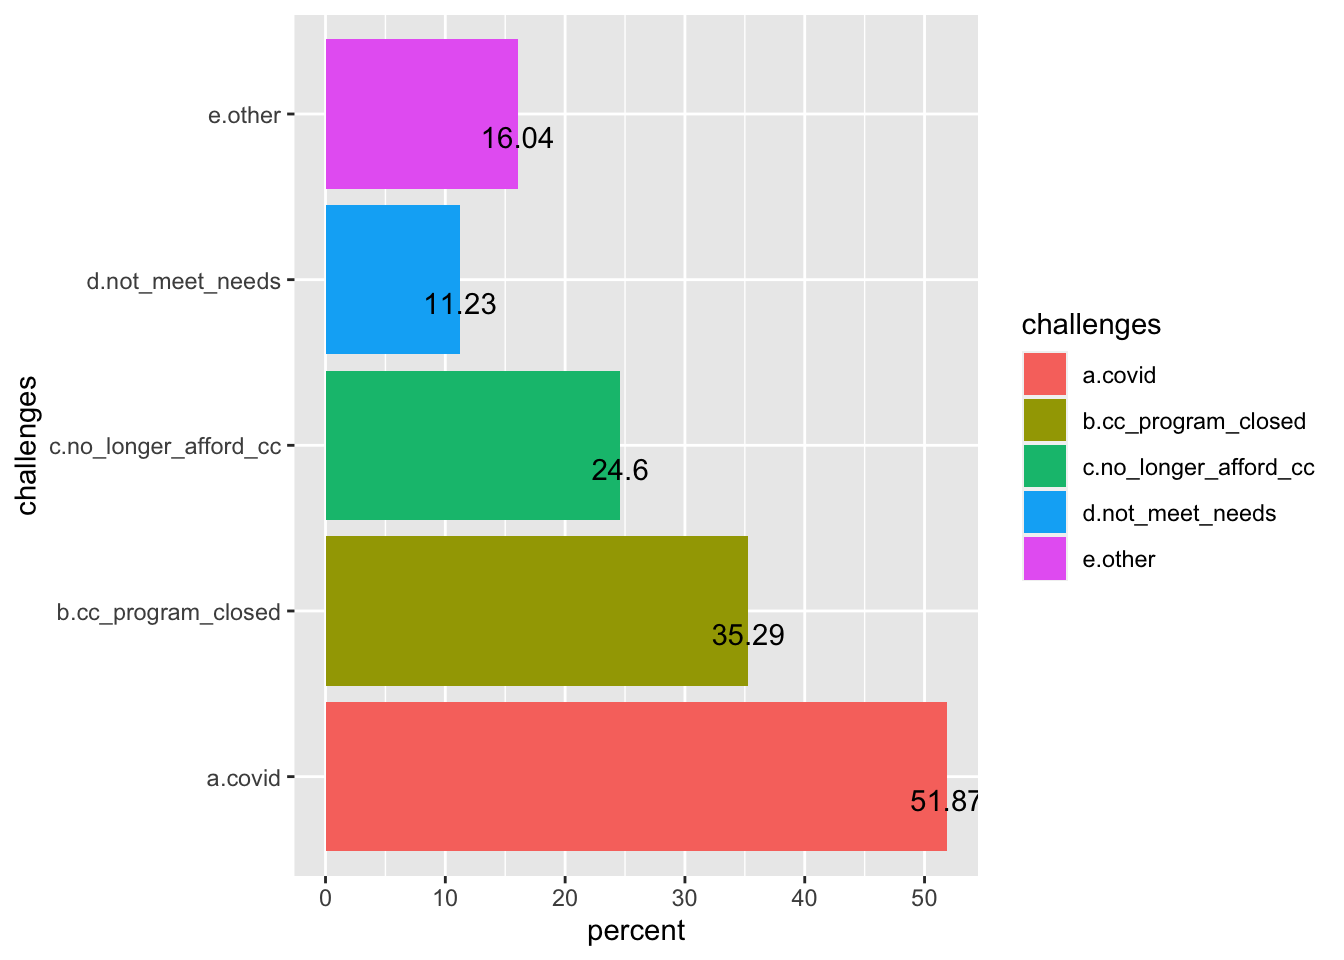 e.other
16.04
d.not_meet_needs
11.23
c.no_longer_afford_cc
24.6
b.cc_program_closed
35.29
a.covid
51.87
challenges
0 10 20 30 40 50
percent
challenges
a.covid
b.cc_program_closed
c.no_longer_afford_cc
d.not_meet_needs
e.other